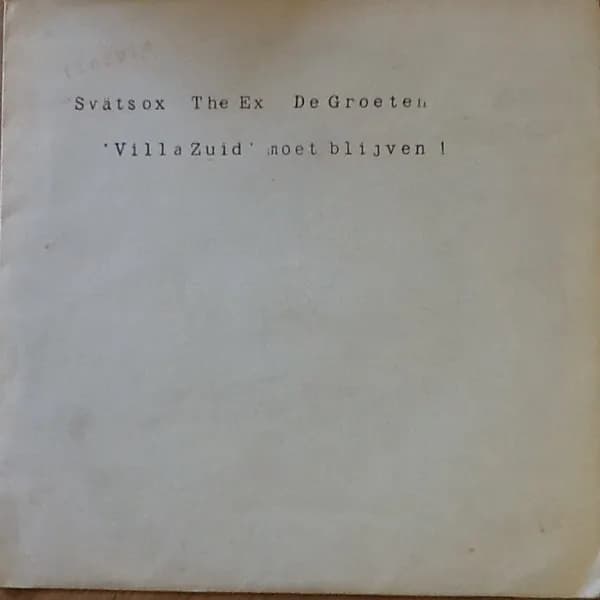 Svätsox The Ex De Groeten
'Villa Zuid' moet blijven !